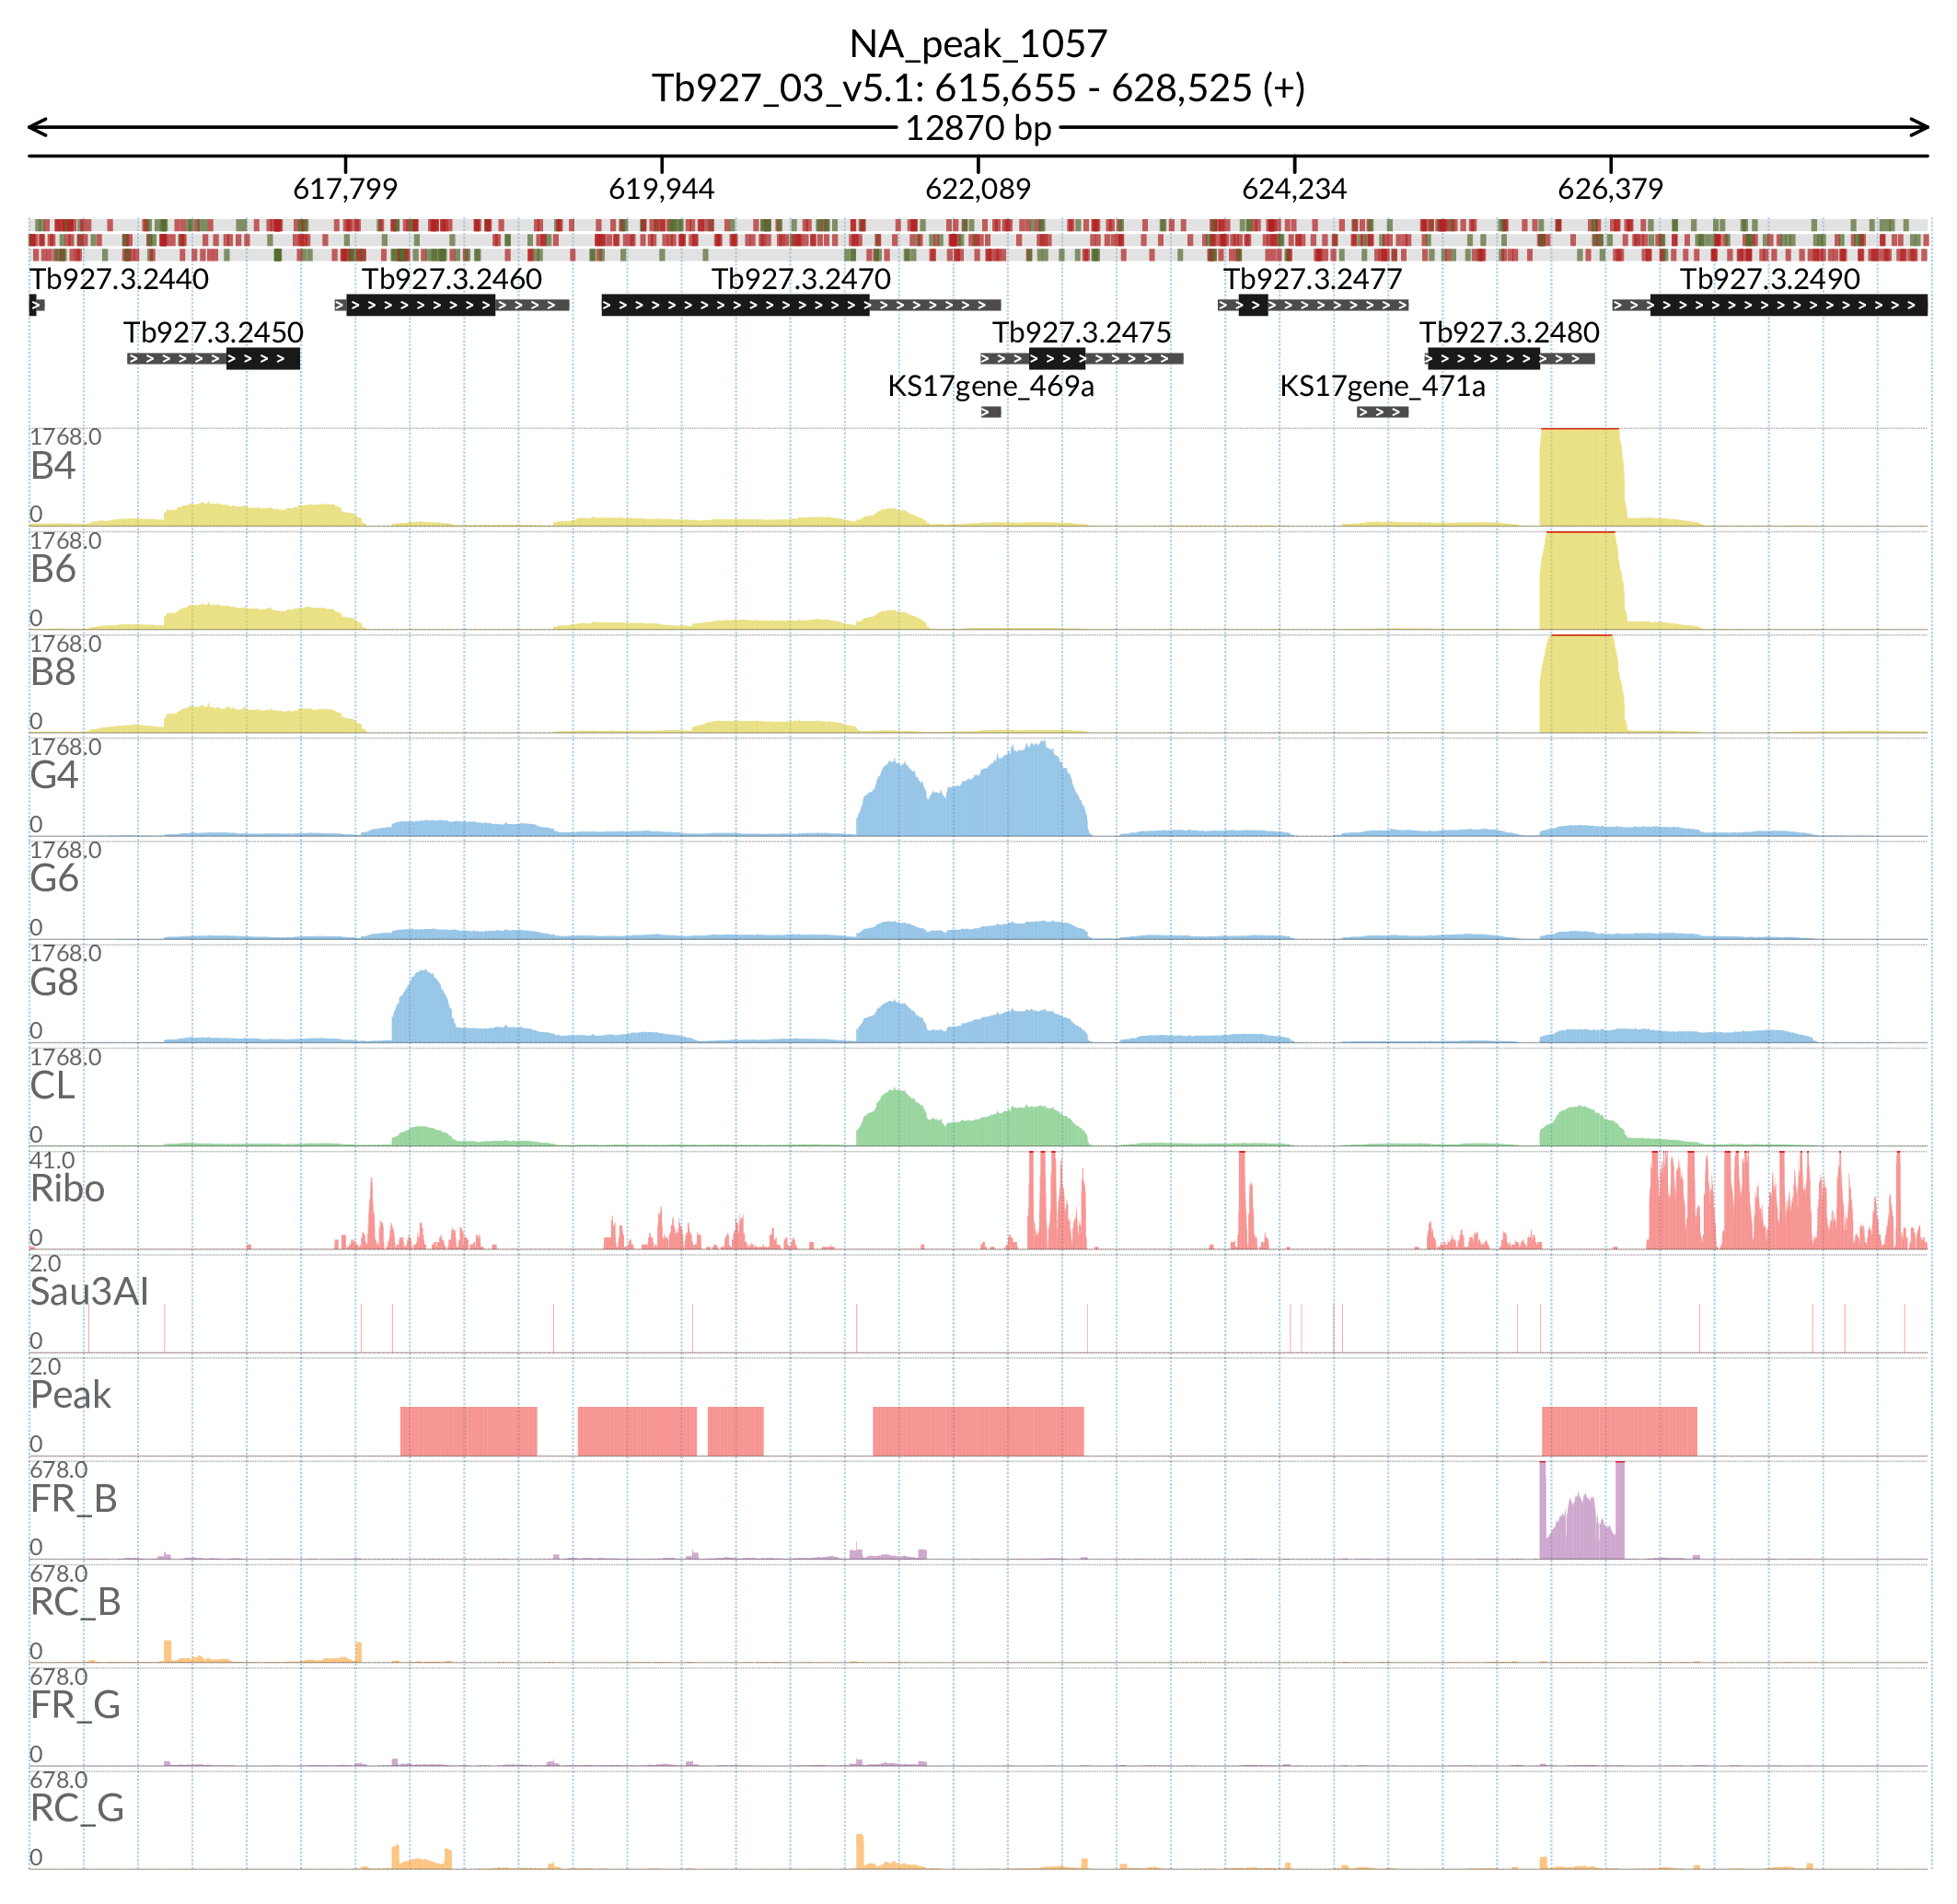 NA_peak_1057
Tb927_03_v5.1: 615,655 - 628,525 (+)
12870 bp
617,799 619,944 622,089 624,234 626,379
Tb927.3.2440 Tb927.3.2460 Tb927.3.2470 Tb927.3.2477 Tb927.3.2490
Tb927.3.2450 Tb927.3.2475 Tb927.3.2480
KS17gene_469a KS17gene_471a
1768.0
B4
0
1768.0
B6
0
1768.0
B8
0
1768.0
G4
0
1768.0
G6
0
1768.0
G8
0
1768.0
CL
0
41.0
Ribo
0
2.0
Sau3AI
0
2.0
Peak
0
678.0
FR_B
0
678.0
RC_B
0
678.0
FR_G
0
678.0
RC_G
0